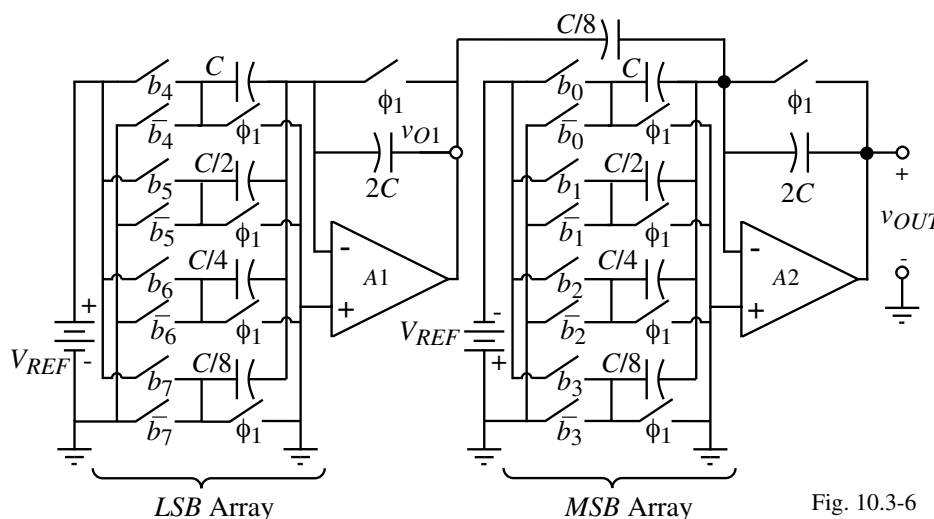 C/8
C
b4
b̄4
ϕ1
ϕ1
vO1
2C
C/2
b5
b̄5
ϕ1
C/4
b6
b̄6
ϕ1
C/8
b7
b̄7
ϕ1
+
VREF
-
-
A1
+
LSB Array
C
b0
b̄0
ϕ1
ϕ1
2C
C/2
b1
b̄1
ϕ1
C/4
b2
b̄2
ϕ1
C/8
b3
b̄3
ϕ1
-
VREF
+
-
A2
+
+
vOUT
-
MSB Array
Fig. 10.3-6